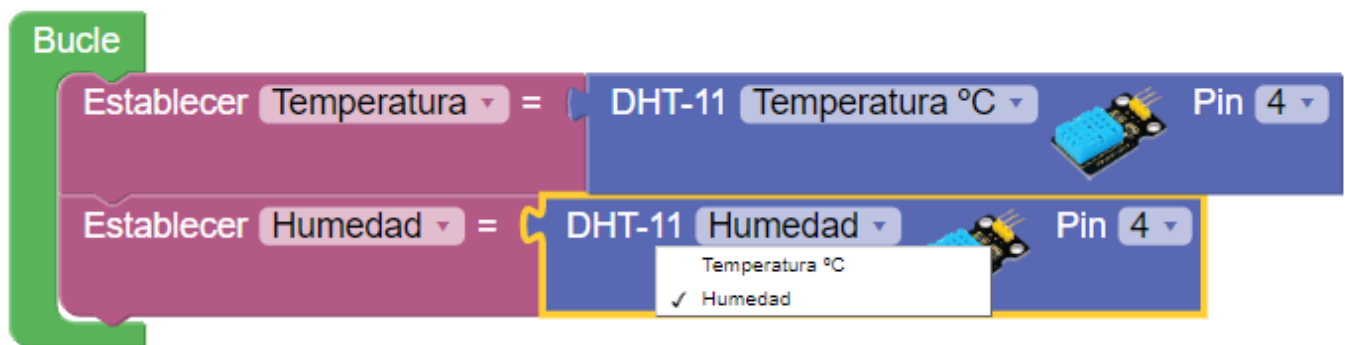 Bucle
Establecer Temperatura = DHT-11 Temperatura ºC Pin 4
Establecer Humedad = DHT-11 Humedad Pin 4
Temperatura ºC
✓ Humedad